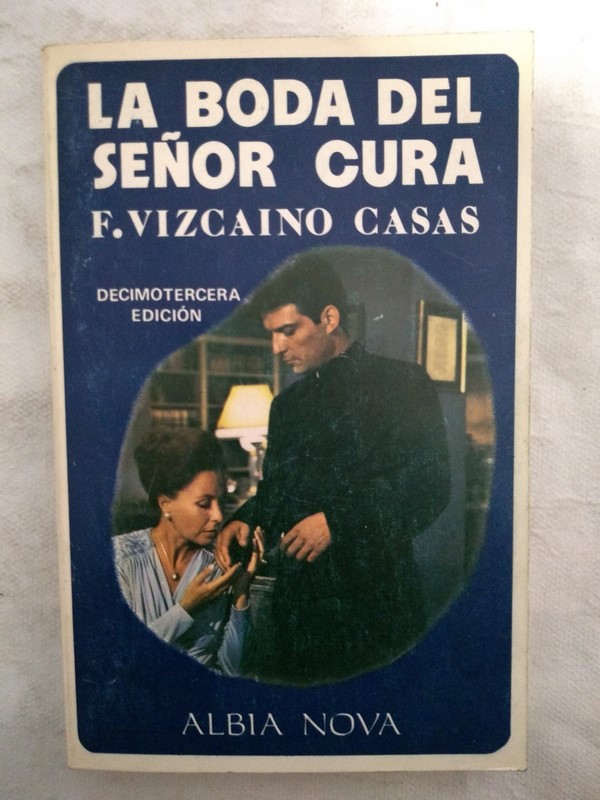 LA BODA DEL
SEÑOR CURA
F. VIZCAINO CASAS
DECIMOTERCERA
EDICIÓN
ALBIA NOVA